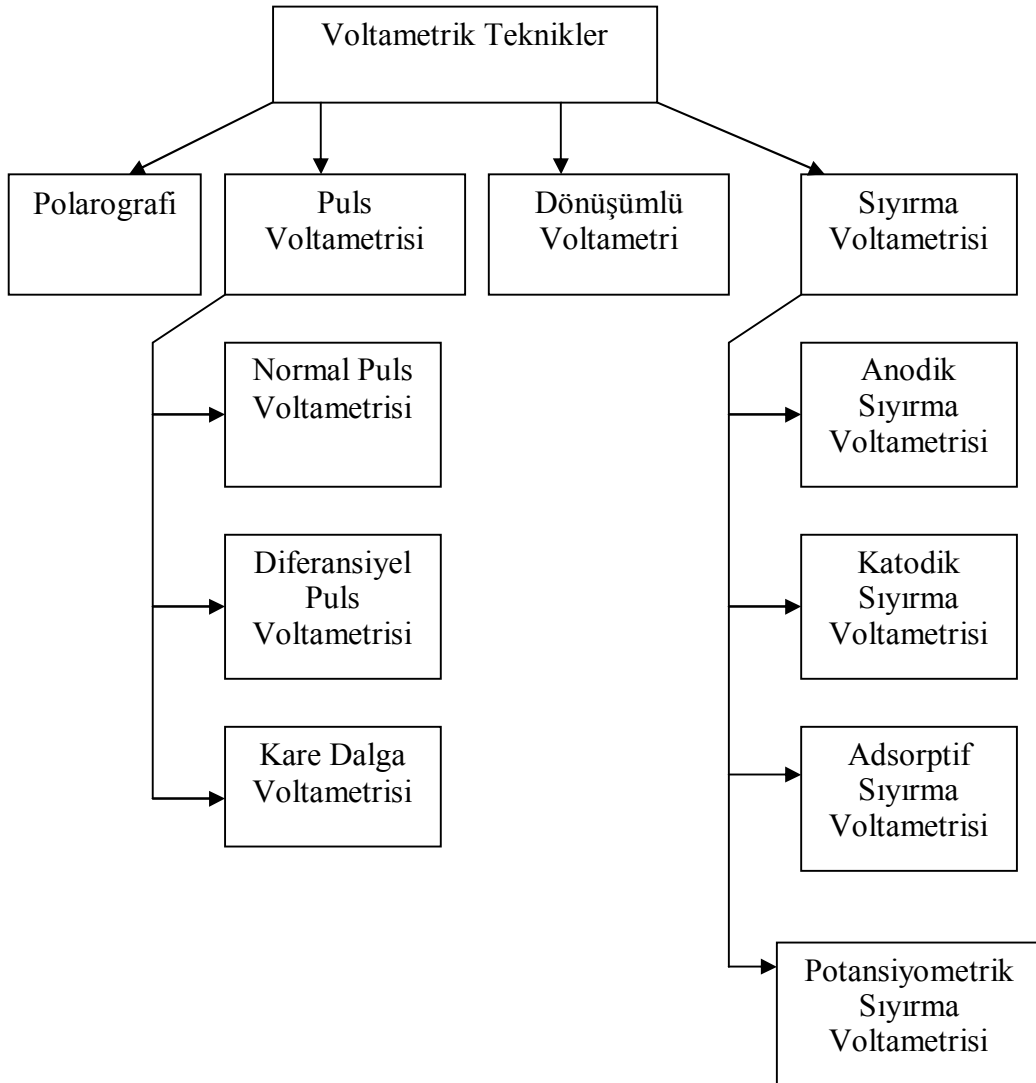 Voltametrik Teknikler
Polarografi
Puls
Voltametrisi
Dönüşümlü
Voltametri
Sıyırma
Voltametrisi
Normal Puls
Voltametrisi
Diferansiyel
Puls
Voltametrisi
Kare Dalga
Voltametrisi
Anodik
Sıyırma
Voltametrisi
Katodik
Sıyırma
Voltametrisi
Adsorptif
Sıyırma
Voltametrisi
Potansiyometrik
Sıyırma
Voltametrisi